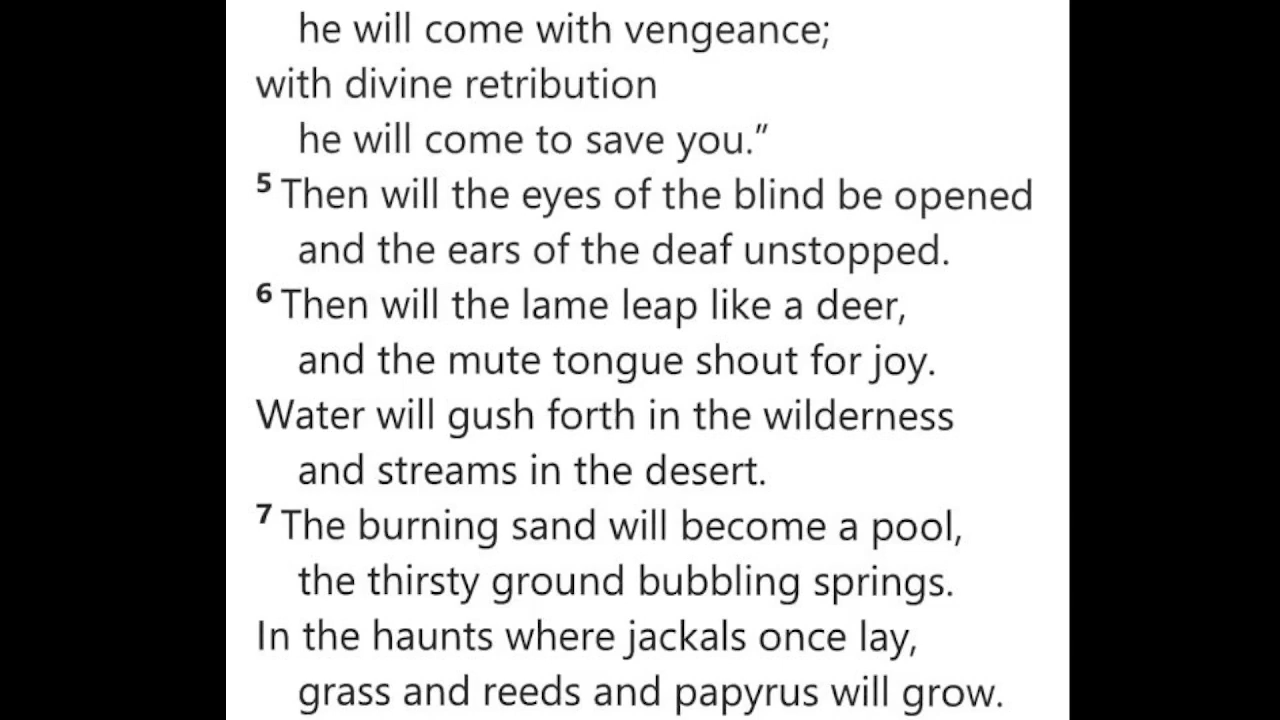 he will come with vengeance;
with divine retribution
he will come to save you.”
5 Then will the eyes of the blind be opened
and the ears of the deaf unstopped.
6 Then will the lame leap like a deer,
and the mute tongue shout for joy.
Water will gush forth in the wilderness
and streams in the desert.
7 The burning sand will become a pool,
the thirsty ground bubbling springs.
In the haunts where jackals once lay,
grass and reeds and papyrus will grow.